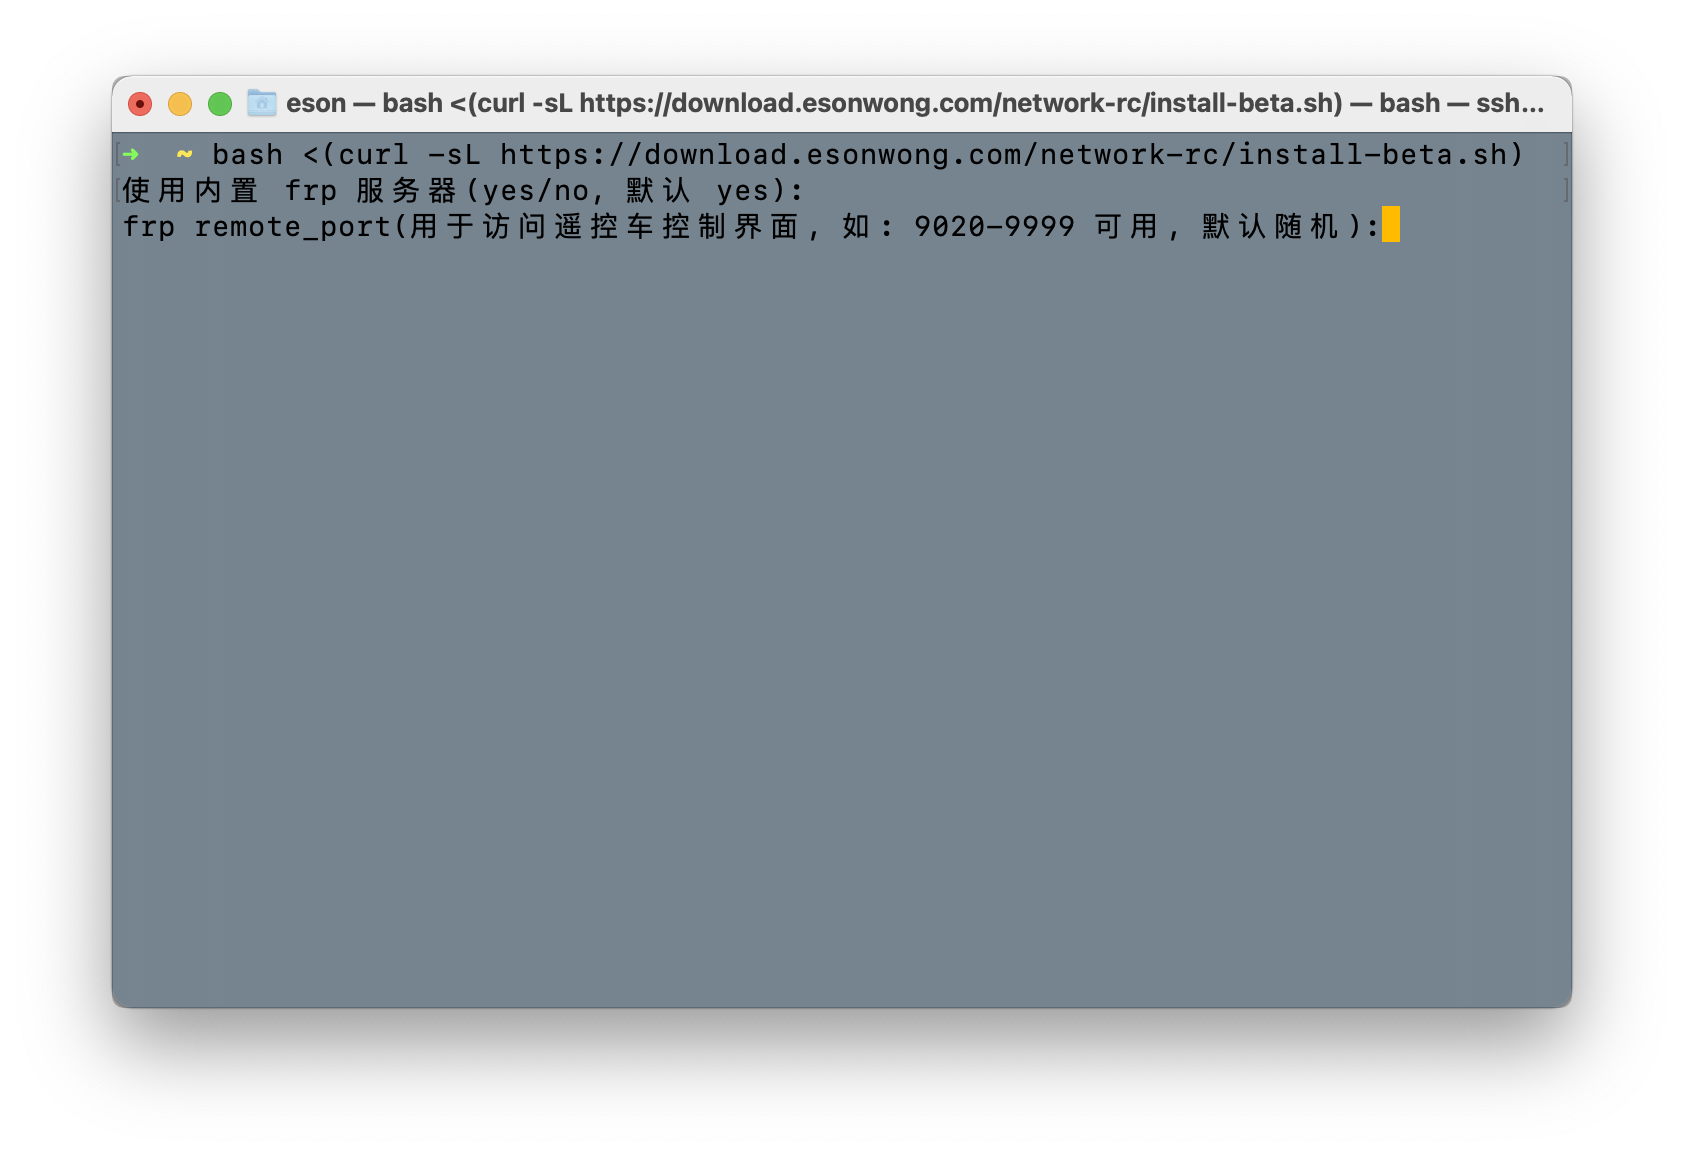 eson — bash <(curl -sL https://download.esonwong.com/network-rc/install-beta.sh) — bash — ssh...
➜  ~ bash <(curl -sL https://download.esonwong.com/network-rc/install-beta.sh)
使用内置 frp 服务器(yes/no, 默认 yes):
frp remote_port(用于访问遥控车控制界面, 如: 9020-9999 可用, 默认随机):